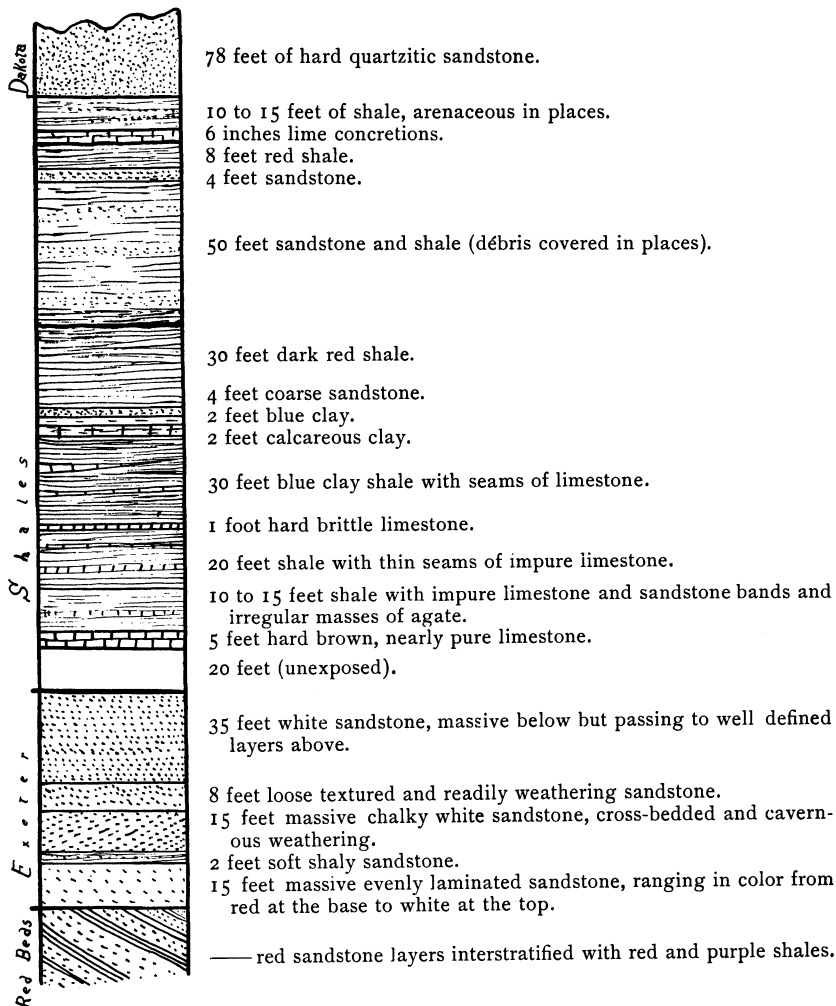 Dakota
78 feet of hard quartzitic sandstone.
10 to 15 feet of shale, arenaceous in places.
6 inches lime concretions.
8 feet red shale.
4 feet sandstone.
50 feet sandstone and shale (débris covered in places).
30 feet dark red shale.
4 feet coarse sandstone.
2 feet blue clay.
2 feet calcareous clay.
Shales
30 feet blue clay shale with seams of limestone.
1 foot hard brittle limestone.
20 feet shale with thin seams of impure limestone.
10 to 15 feet shale with impure limestone and sandstone bands and
irregular masses of agate.
5 feet hard brown, nearly pure limestone.
20 feet (unexposed).
Exeter
35 feet white sandstone, massive below but passing to well defined
layers above.
8 feet loose textured and readily weathering sandstone.
15 feet massive chalky white sandstone, cross-bedded and cavern-
ous weathering.
2 feet soft shaly sandstone.
15 feet massive evenly laminated sandstone, ranging in color from
red at the base to white at the top.
Red Beds
—— red sandstone layers interstratified with red and purple shales.